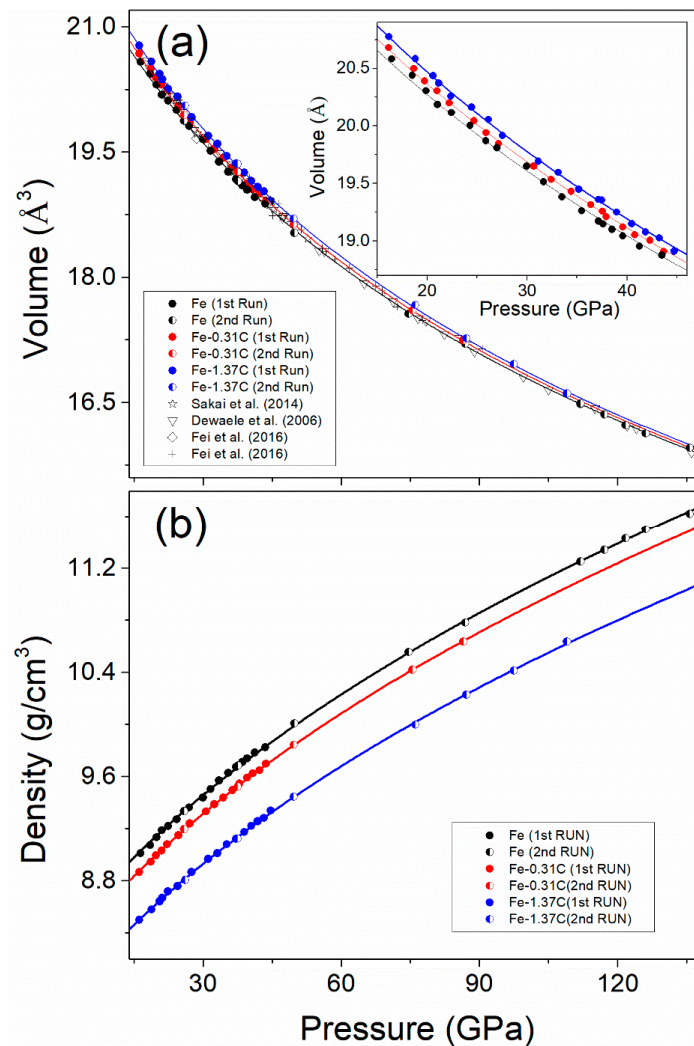 (a)
21.0
19.5
18.0
16.5
Volume (Å³)
20.5
20.0
19.5
19.0
Volume (Å)
20 30 40
Pressure (GPa)
Fe (1st Run)
Fe (2nd Run)
Fe-0.31C (1st Run)
Fe-0.31C (2nd Run)
Fe-1.37C (1st Run)
Fe-1.37C (2nd Run)
Sakai et al. (2014)
Dewaele et al. (2006)
Fei et al. (2016)
Fei et al. (2016)
(b)
11.2
10.4
9.6
8.8
Density (g/cm³)
Fe (1st RUN)
Fe (2nd RUN)
Fe-0.31C (1st RUN)
Fe-0.31C(2nd RUN)
Fe-1.37C(1st RUN)
Fe-1.37C(2nd RUN)
30 60 90 120
Pressure (GPa)